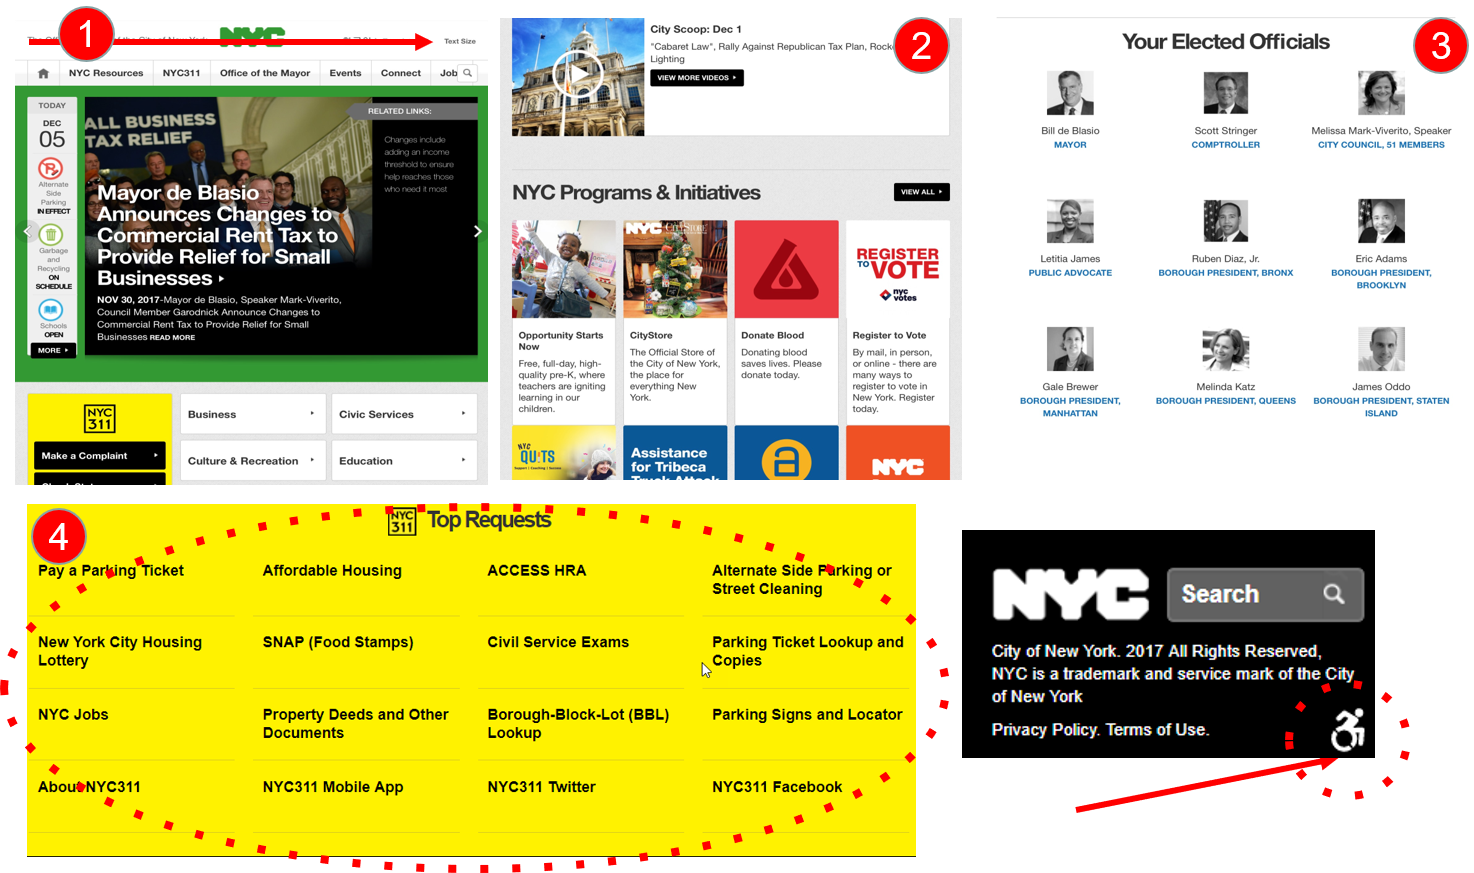 1
of the City of New York
NYC
Text Size
NYC Resources
NYC311
Office of the Mayor
Events
Connect
Job
TODAY
DEC
05
Alternate
Side
Parking
IN EFFECT
Garbage
and
Recycling
ON
SCHEDULE
Schools
OPEN
MORE
ALL BUSINESS
TAX RELIEF
RELATED LINKS:
Changes include
adding an income
threshold to ensure
help reaches those
who need it most
Mayor de Blasio
Announces Changes to
Commercial Rent Tax to
Provide Relief for Small
Businesses
NOV 30, 2017-Mayor de Blasio, Speaker Mark-Viverito,
Council Member Garodnick Announce Changes to
Commercial Rent Tax to Provide Relief for Small
Businesses READ MORE
NYC
311
Make a Complaint
Business
Civic Services
Culture & Recreation
Education
2
City Scoop: Dec 1
"Cabaret Law", Rally Against Republican Tax Plan,
Lighting
VIEW MORE VIDEOS
NYC Programs & Initiatives
VIEW ALL
Opportunity Starts
Now
Free, full-day, high-
quality pre-K, where
teachers are igniting
learning in our
children.
NYC CITYSTORE
CityStore
The Official Store of
the City of New York,
the place for
everything New
York.
Donate Blood
Donating blood
saves lives. Please
donate today.
REGISTER
TO VOTE
nyc
votes
Register to Vote
By mail, in person,
or online - there are
many ways to
register to vote in
New York. Register
today.
NYC
QUITS
Assistance
for Tribeca
Truck Attack
a
NYC
3
Your Elected Officials
Bill de Blasio
MAYOR
Scott Stringer
COMPTROLLER
Melissa Mark-Viverito, Speaker
CITY COUNCIL, 51 MEMBERS
Letitia James
PUBLIC ADVOCATE
Ruben Diaz, Jr.
BOROUGH PRESIDENT, BRONX
Eric Adams
BOROUGH PRESIDENT,
BROOKLYN
Gale Brewer
BOROUGH PRESIDENT,
MANHATTAN
Melinda Katz
BOROUGH PRESIDENT, QUEENS
James Oddo
BOROUGH PRESIDENT, STATEN
ISLAND
4
NYC
311
Top Requests
Pay a Parking Ticket
Affordable Housing
ACCESS HRA
Alternate Side Parking or
Street Cleaning
New York City Housing
Lottery
SNAP (Food Stamps)
Civil Service Exams
Parking Ticket Lookup and
Copies
NYC Jobs
Property Deeds and Other
Documents
Borough-Block-Lot (BBL)
Lookup
Parking Signs and Locator
About NYC311
NYC311 Mobile App
NYC311 Twitter
NYC311 Facebook
NYC
Search
City of New York. 2017 All Rights Reserved,
NYC is a trademark and service mark of the City
of New York
Privacy Policy. Terms of Use.